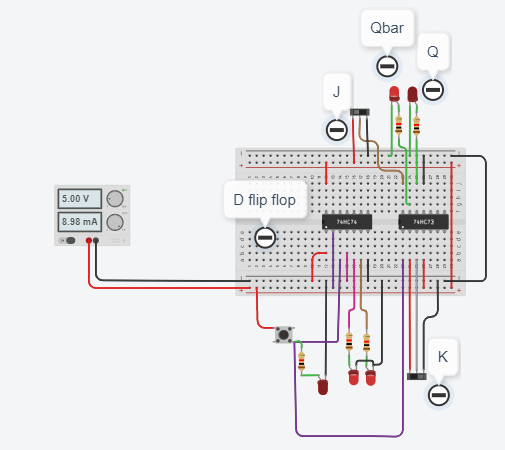 Qbar
Q
J
5.00 V
8.98 mA
D flip flop
74HC74
74HC73
K